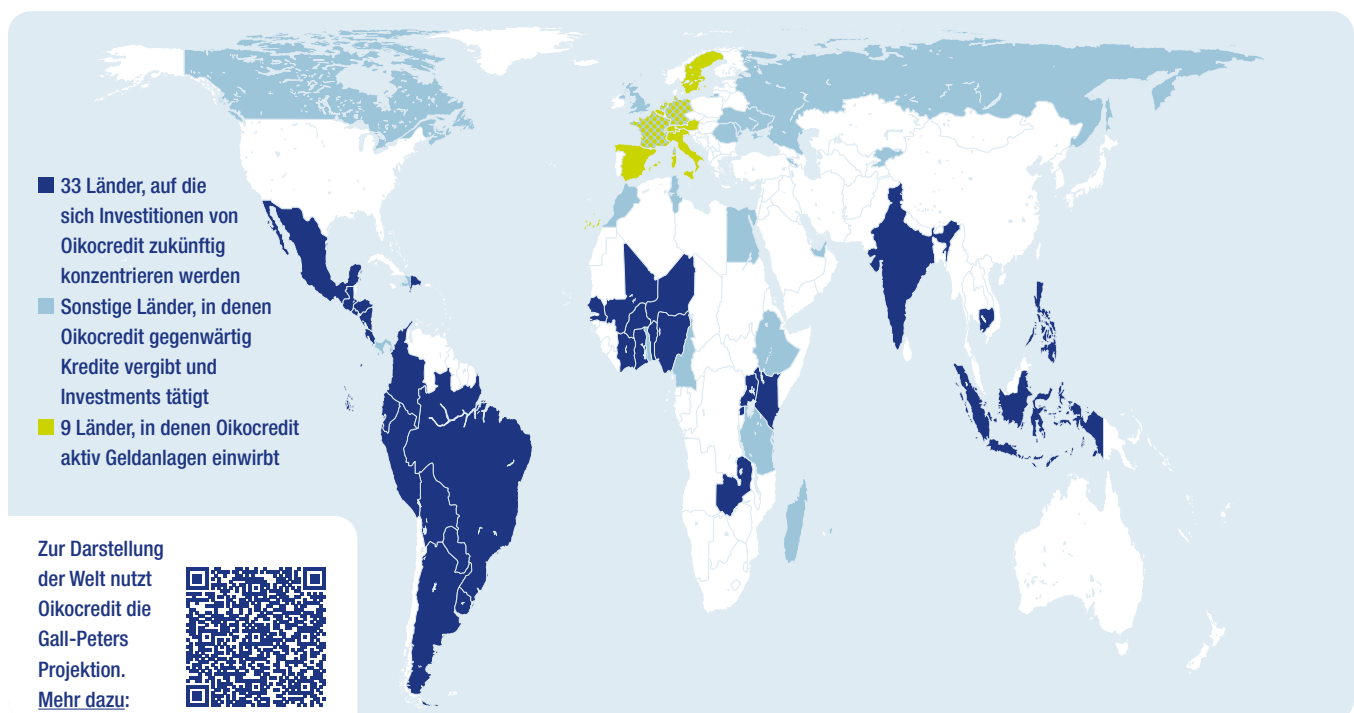 33 Länder, auf die
sich Investitionen von
Oikocredit zukünftig
konzentrieren werden
Sonstige Länder, in denen
Oikocredit gegenwärtig
Kredite vergibt und
Investments tätigt
9 Länder, in denen Oikocredit
aktiv Geldanlagen einwirbt
Zur Darstellung
der Welt nutzt
Oikocredit die
Gall-Peters
Projektion.
Mehr dazu: